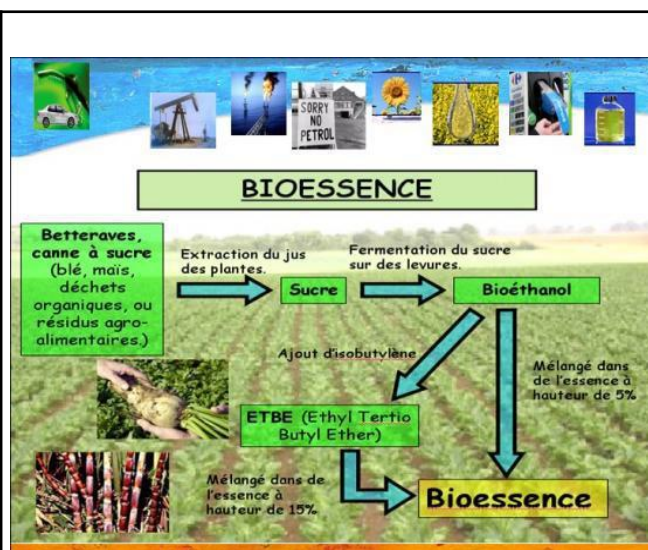 SORRY
NO
PETROL
BIOESSENCE
Betteraves,
canne à sucre
(blé, maïs,
déchets
organiques, ou
résidus agro-
alimentaires.)
Extraction du jus
des plantes.
Sucre
Fermentation du sucre
sur des levures.
Bioéthanol
Ajout d'isobutylène
Mélangé dans
de l'essence à
hauteur de 5%
ETBE (Ethyl Tertio
Butyl Ether)
Mélangé dans de
l'essence à
hauteur de 15%
Bioessence